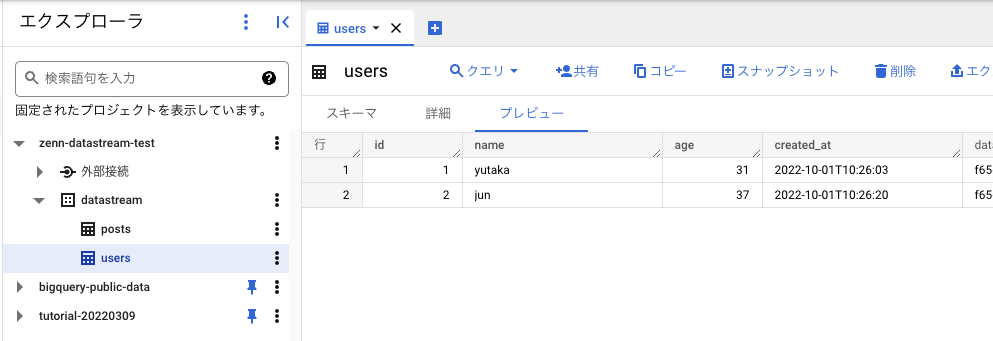 エクスプローラ
検索語句を入力
固定されたプロジェクトを表示しています。
zenn-datastream-test
外部接続
datastream
posts
users
bigquery-public-data
tutorial-20220309
users
users クエリ 共有 コピー スナップショット 削除 エク
スキーマ 詳細 プレビュー
行 id name age created_at data
1 1 yutaka 31 2022-10-01T10:26:03 f65
2 2 jun 37 2022-10-01T10:26:20 f65